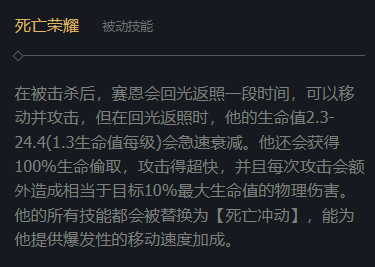 死亡荣耀 被动技能
在被击杀后，赛恩会回光返照一段时间，可以移
动并攻击，但在回光返照时，他的生命值2.3-
24.4(1.3生命值每级)会急速衰减。他还会获得
100%生命偷取，攻击得超快，并且每次攻击会额
外造成相当于目标10%最大生命值的物理伤害。
他的所有技能都会被替换为【死亡冲动】，能为
他提供爆发性的移动速度加成。